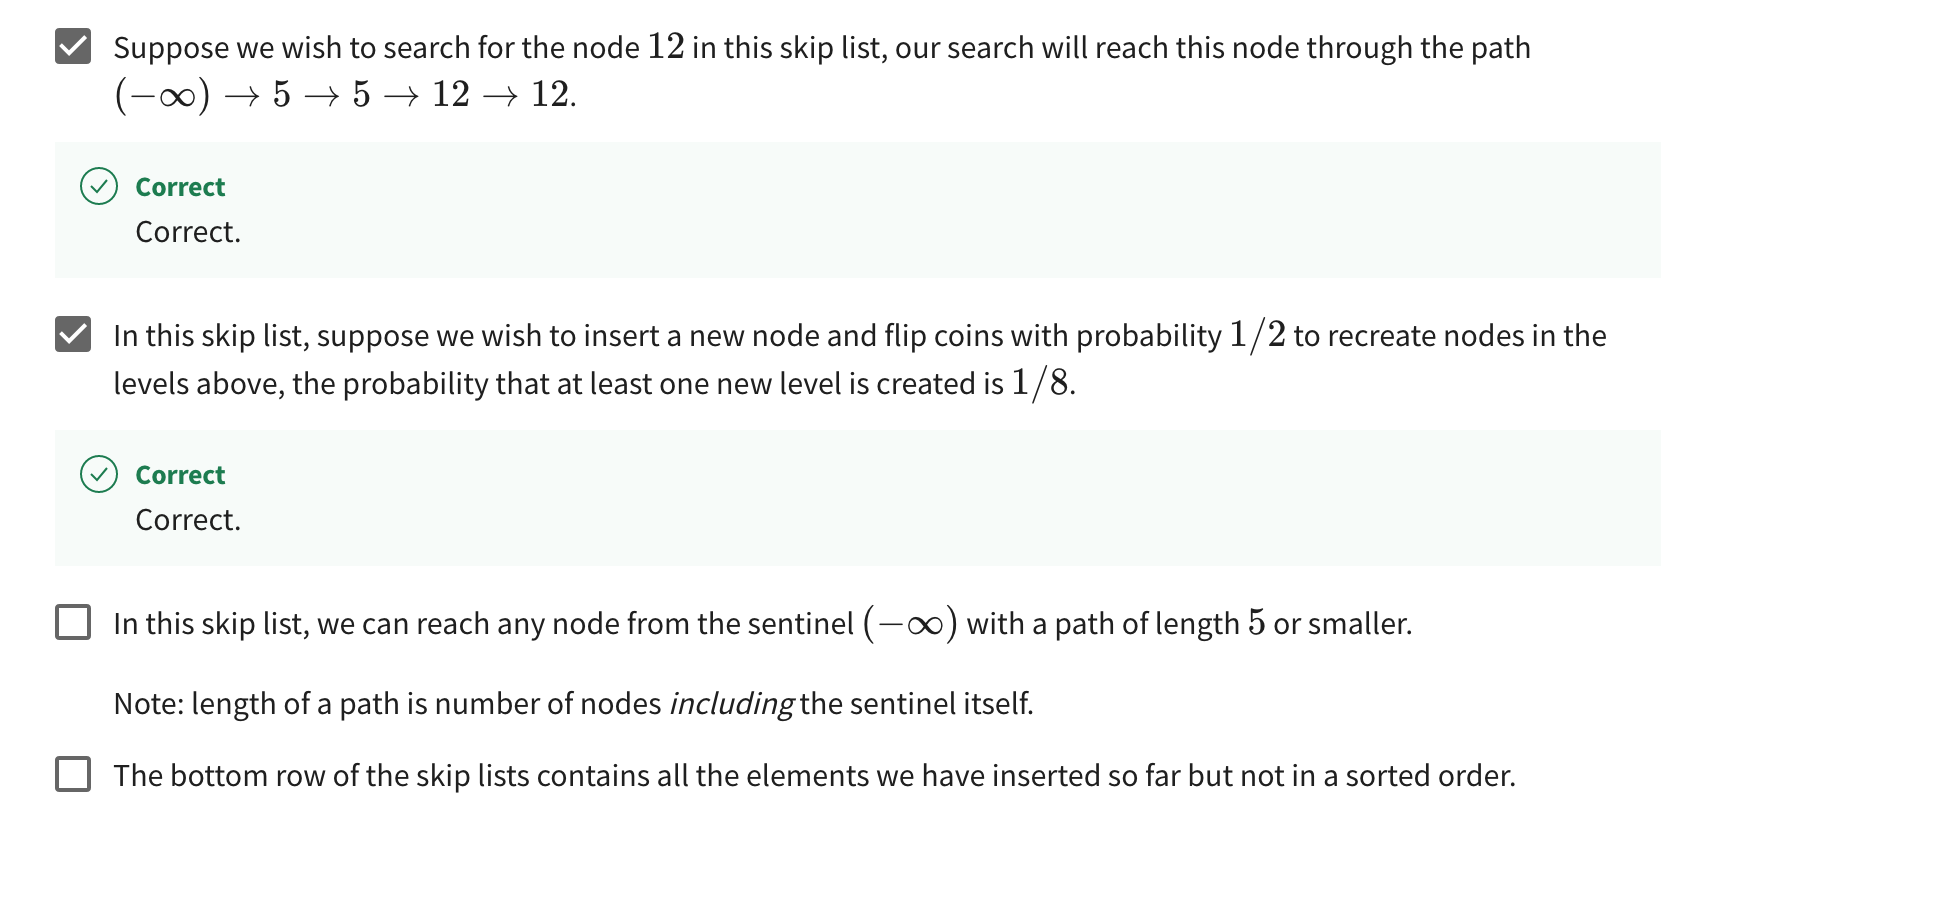 Suppose we wish to search for the node 12 in this skip list, our search will reach this node through the path
(−∞) → 5 → 5 → 12 → 12.
Correct
Correct.
In this skip list, suppose we wish to insert a new node and flip coins with probability 1/2 to recreate nodes in the
levels above, the probability that at least one new level is created is 1/8.
Correct
Correct.
In this skip list, we can reach any node from the sentinel (−∞) with a path of length 5 or smaller.
Note: length of a path is number of nodes including the sentinel itself.
The bottom row of the skip lists contains all the elements we have inserted so far but not in a sorted order.